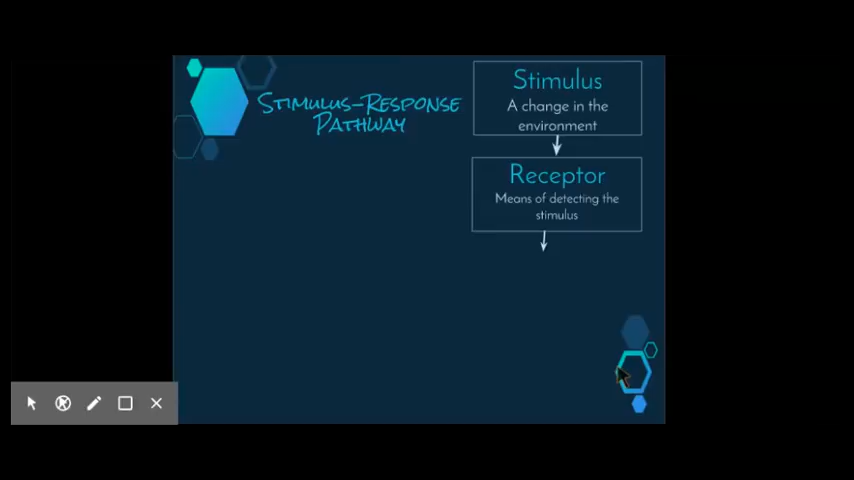 Stimulus-Response
Pathway
Stimulus
A change in the
environment
Receptor
Means of detecting the
stimulus